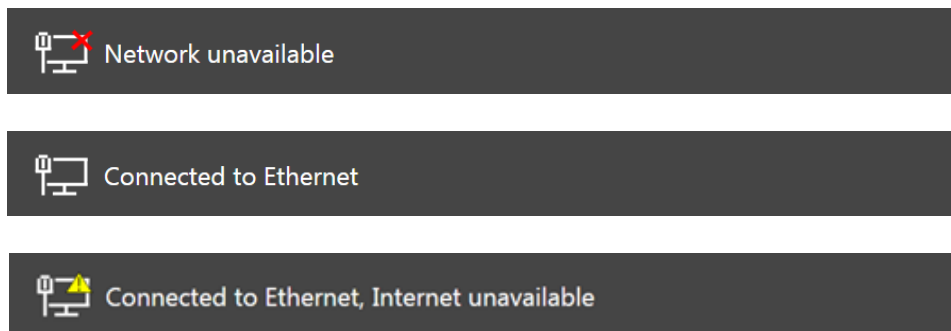 Network unavailable
Connected to Ethernet
Connected to Ethernet, Internet unavailable